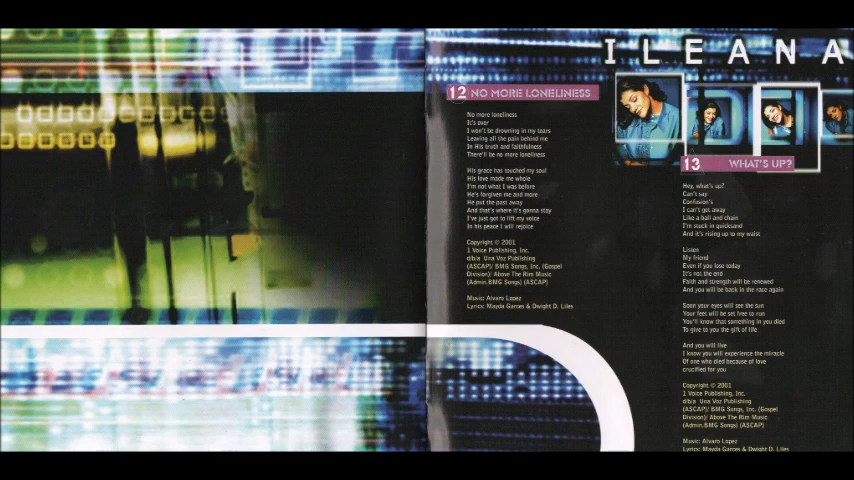 ILEANA
12 NO MORE LONELINESS
No more loneliness
It's over
I won't be drowning in my tears
Leaving all the pain behind me
In His truth and faithfulness
There'll be no more loneliness
His grace has touched my soul
His love made me whole
I'm not what I was before
He's forgiven me and more
He put the past away
And that's where it's gonna stay
I've just got to lift my voice
In his peace I will rejoice
Copyright © 2001
1 Voice Publishing, Inc.
d/b/a Una Voz Publishing
(ASCAP)/ BMG Songs, Inc. (Gospel
Division)/ Above The Rim Music
(Admin.BMG Songs) (ASCAP)
Music: Alvaro Lopez
Lyrics: Mayda Garces & Dwight D. Liles
13 WHAT'S UP?
Hey, what's up?
Can't say
Confusion's
I can't get away
Like a ball and chain
I'm stuck in quicksand
And it's rising up to my waist
Listen
My friend
Even if you lose today
It's not the end
Faith and strength will be renewed
And you will be back in the race again
Soon your eyes will see the sun
Your feet will be set free to run
You'll know that something in you died
To give to you the gift of life
And you will live
I know you will experience the miracle
Of one who died because of love
crucified for you
Copyright © 2001
1 Voice Publishing, Inc.
d/b/a Una Voz Publishing
(ASCAP)/ BMG Songs, Inc. (Gospel
Division)/ Above The Rim Music
(Admin.BMG Songs) (ASCAP)
Music: Alvaro Lopez
Lyrics: Mayda Garces & Dwight D. Liles